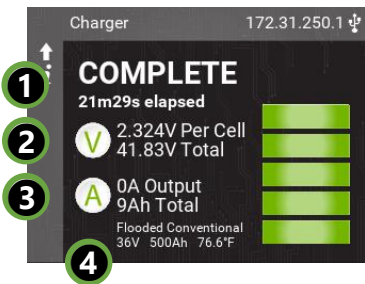 Charger 172.31.250.1
1
COMPLETE
21m29s elapsed
2
V
2.324V Per Cell
41.83V Total
3
A
0A Output
9Ah Total
Flooded Conventional
36V 500Ah 76.6°F
4